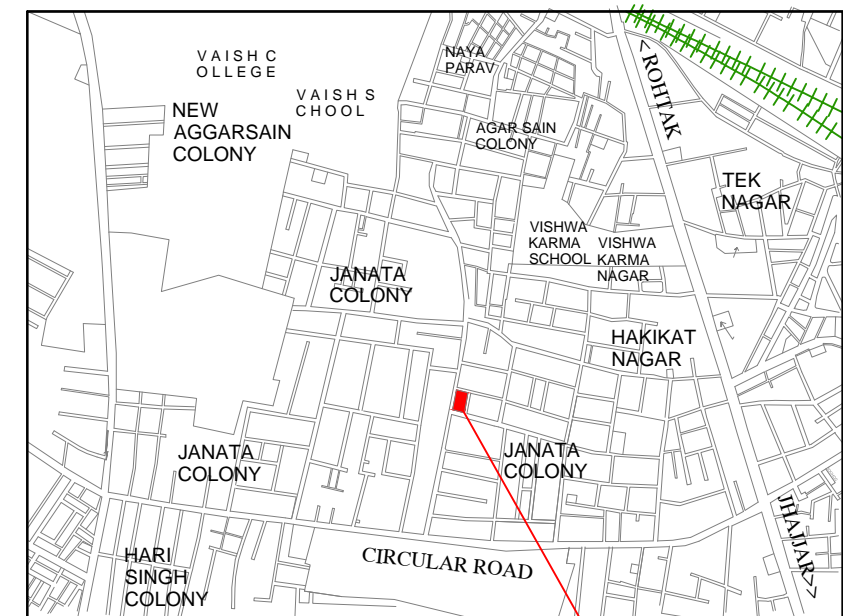 VAISH C
OLLEGE
VAISH S
CHOOL
NEW
AGGARSAIN
COLONY
NAYA
PARAV
AGAR SAIN
COLONY
< ROHTAK
TEK
NAGAR
VISHWA
KARMA
SCHOOL
VISHWA
KARMA
NAGAR
JANATA
COLONY
HAKIKAT
NAGAR
JANATA
COLONY
JANATA
COLONY
HARI
SINGH
COLONY
CIRCULAR ROAD
JHAJJAR>>